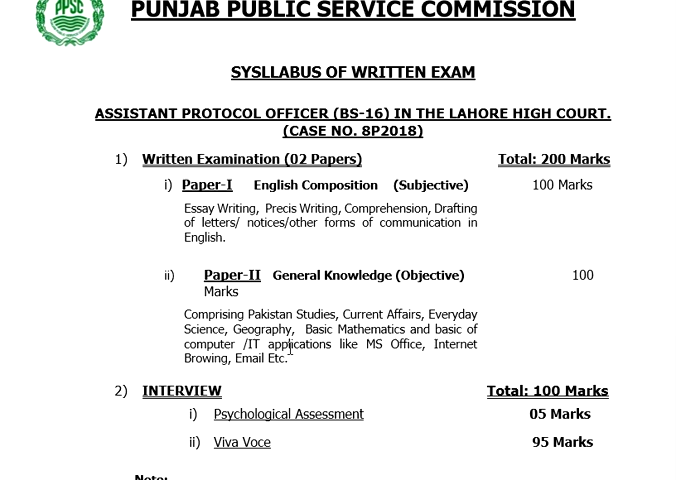 PPSC
PUNJAB PUBLIC SERVICE COMMISSION
SYSLLABUS OF WRITTEN EXAM
ASSISTANT PROTOCOL OFFICER (BS-16) IN THE LAHORE HIGH COURT.
(CASE NO. 8P2018)
1) Written Examination (02 Papers) Total: 200 Marks
i) Paper-I English Composition (Subjective) 100 Marks
Essay Writing, Precis Writing, Comprehension, Drafting
of letters/ notices/other forms of communication in
English.
ii) Paper-II General Knowledge (Objective) 100
Marks
Comprising Pakistan Studies, Current Affairs, Everyday
Science, Geography, Basic Mathematics and basic of
computer /IT applications like MS Office, Internet
Browing, Email Etc.
2) INTERVIEW Total: 100 Marks
i) Psychological Assessment 05 Marks
ii) Viva Voce 95 Marks
Note: